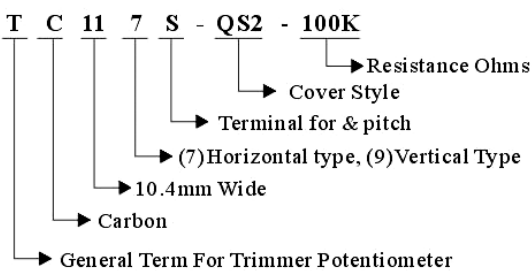 T C 11 7 S - QS2 - 100K
Resistance Ohms
Cover Style
Terminal for & pitch
(7)Horizontal type, (9)Vertical Type
10.4mm Wide
Carbon
General Term For Trimmer Potentiometer